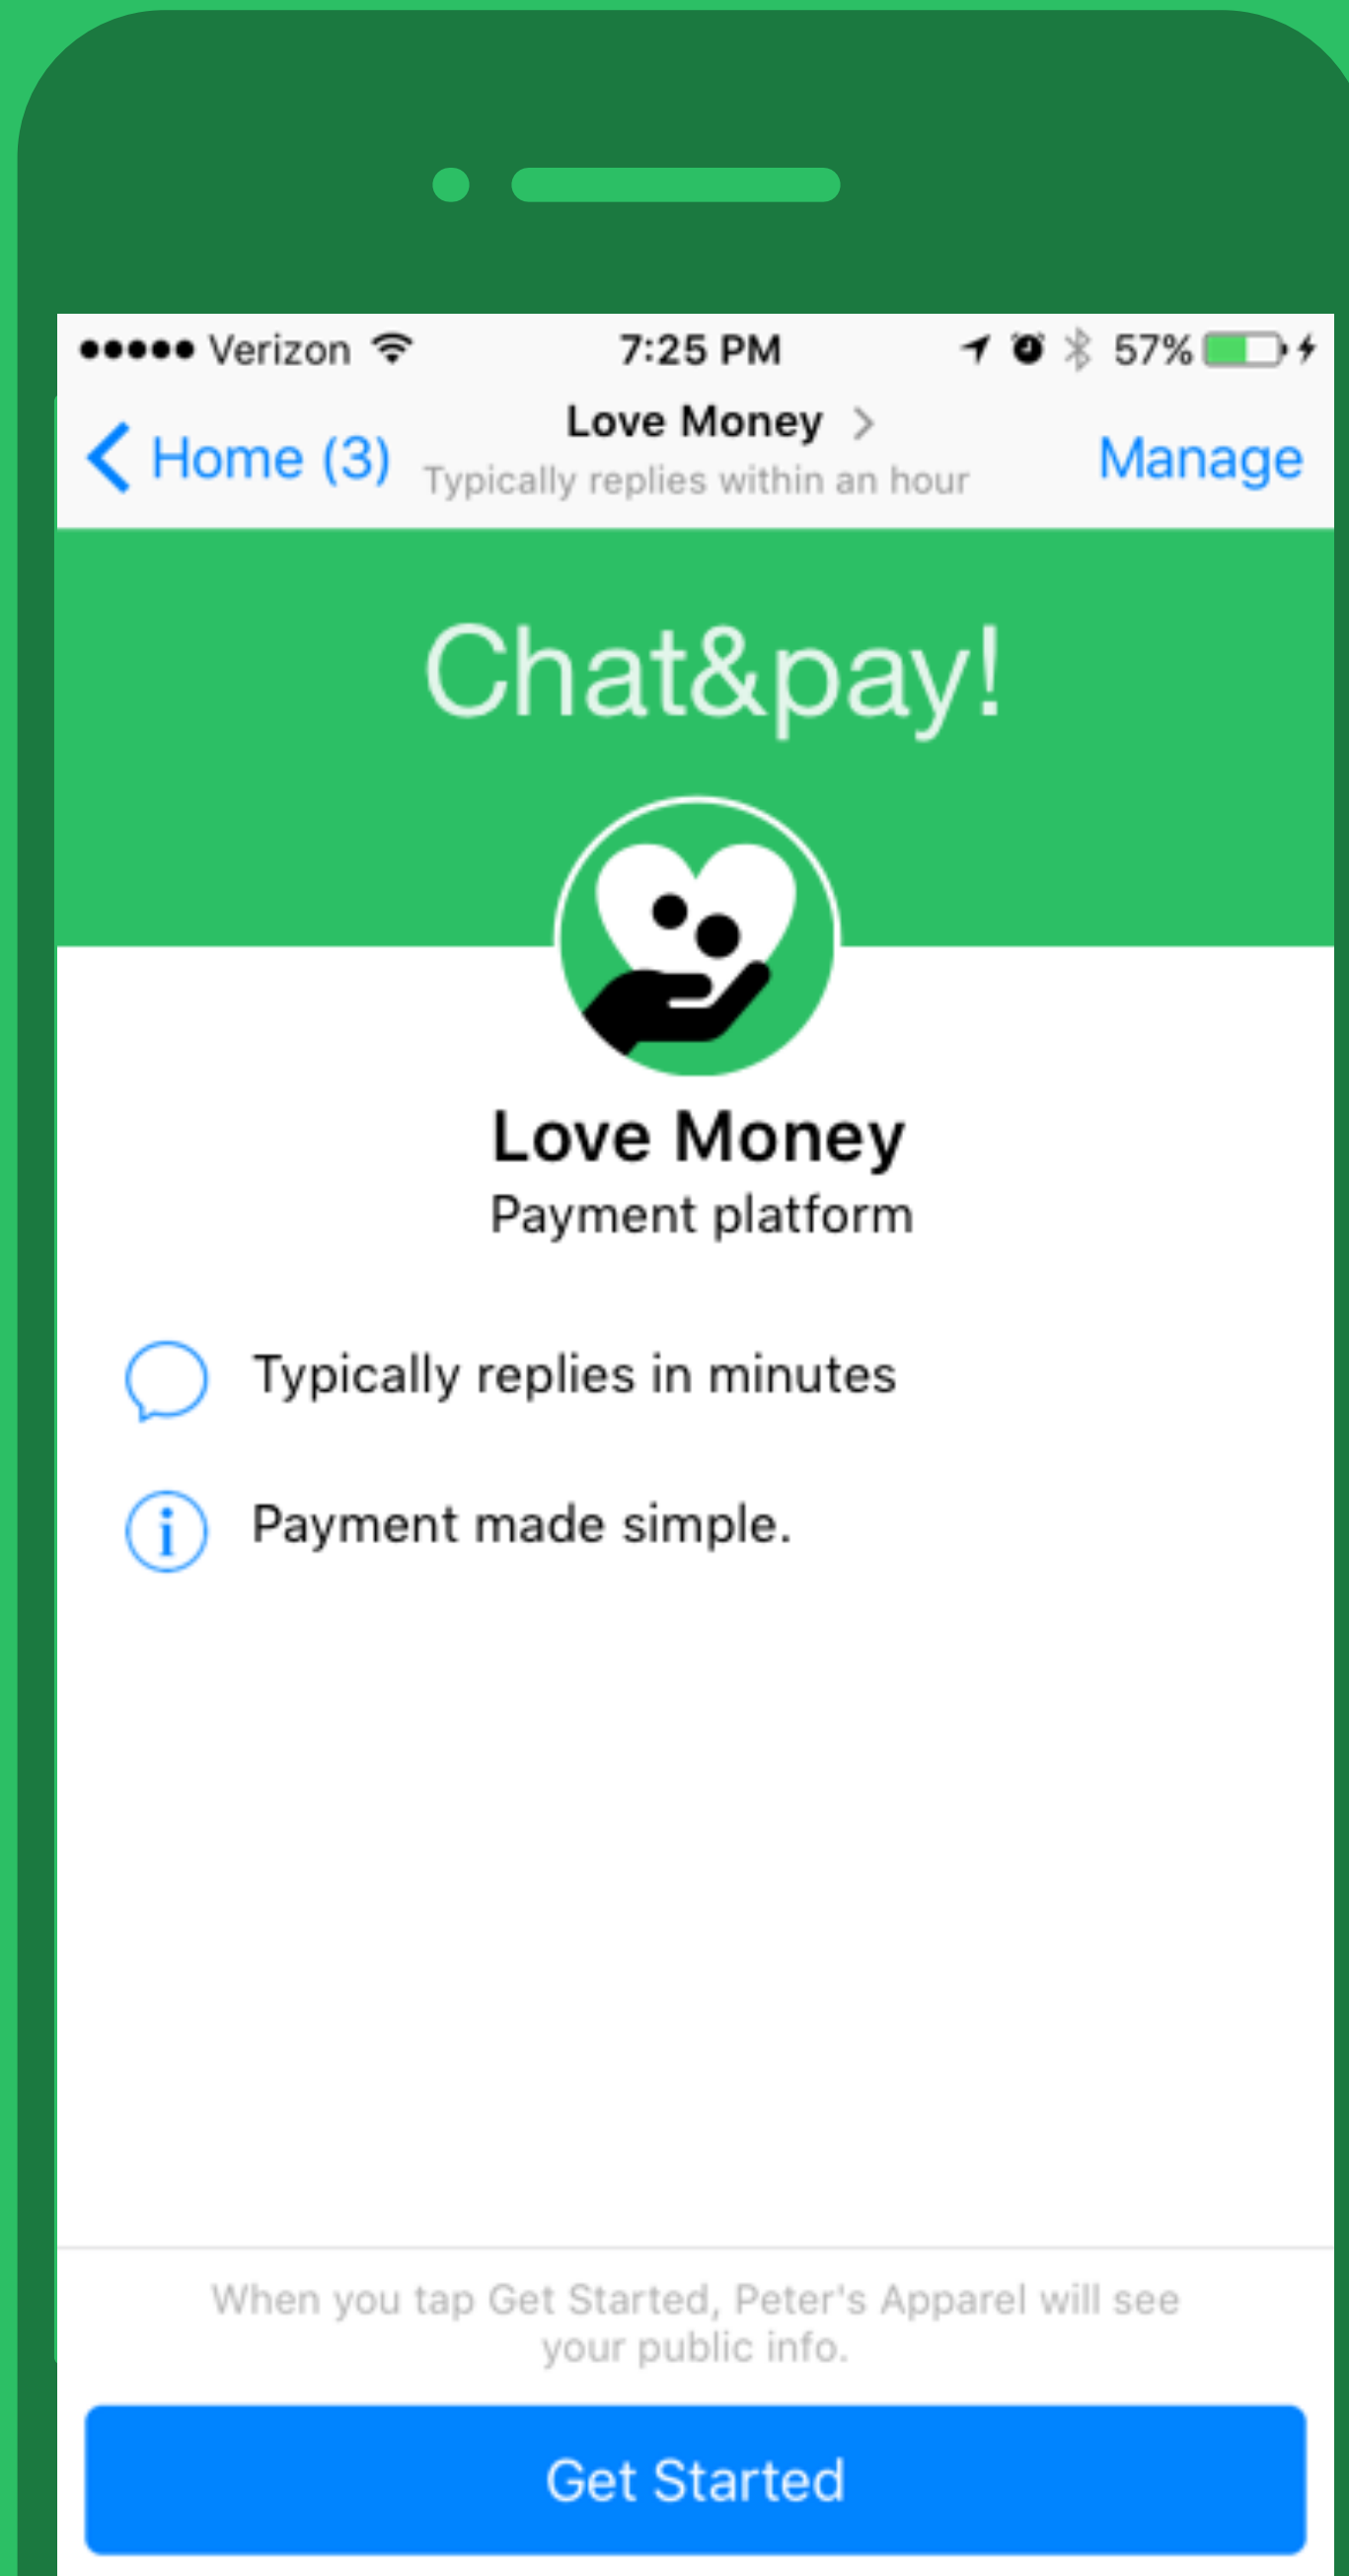 Verizon 7:25 PM 57%
Home (3) Love Money Manage
Typically replies within an hour
Chat&pay!
Love Money
Payment platform
Typically replies in minutes
Payment made simple.
When you tap Get Started, Peter's Apparel will see
your public info.
Get Started